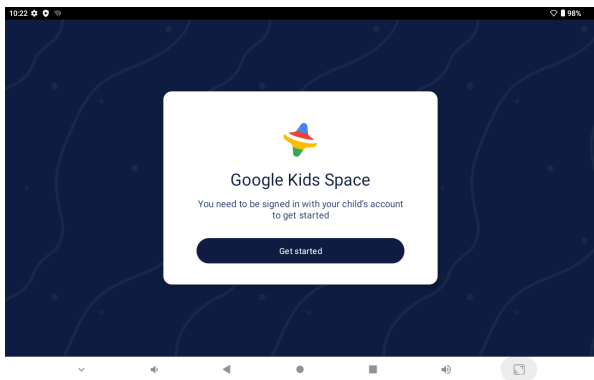 10:22
98%
Google Kids Space
You need to be signed in with your child's account
to get started
Get started